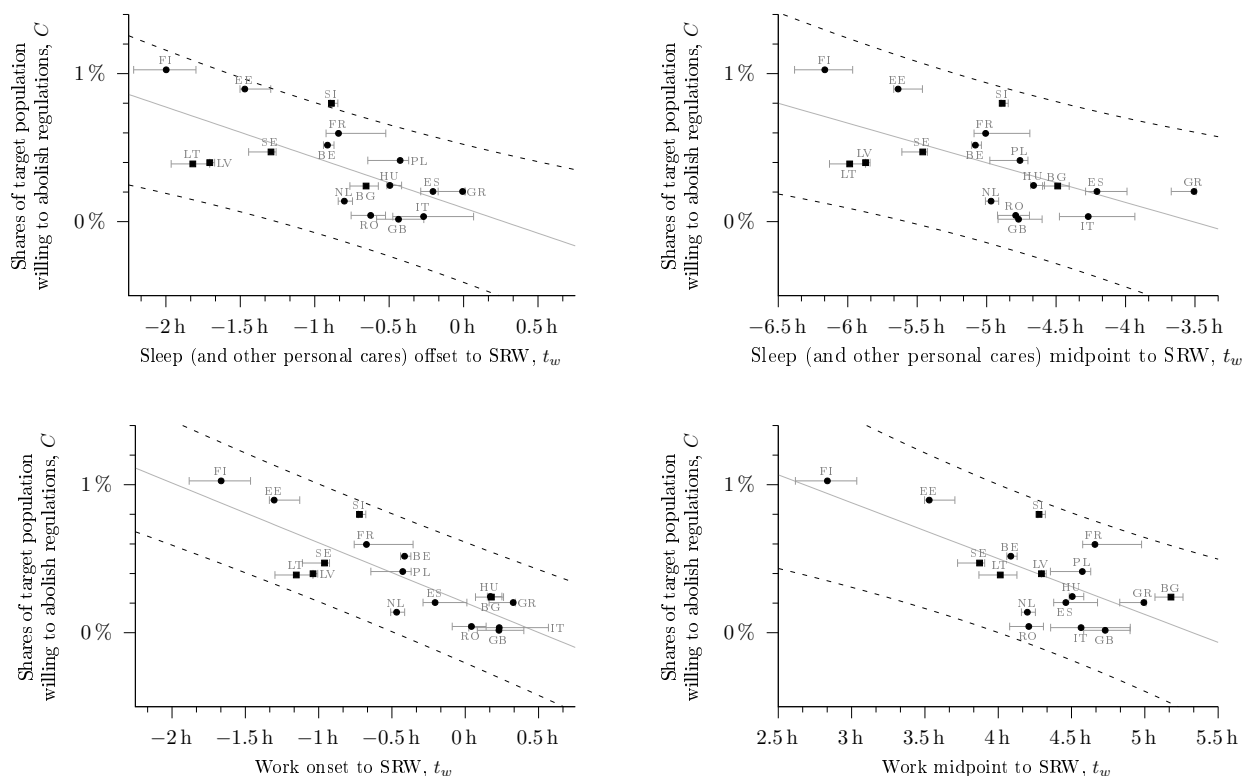 Shares of target population
willing to abolish regulations, C
1 %
0 %
FI
EE
SI
FR
SE
BE
LT
LV
PL
HU
NL
BG
ES
GR
RO
GB
IT
−2 h
−1.5 h
−1 h
−0.5 h
0 h
0.5 h
Sleep (and other personal cares) offset to SRW, t_w
Shares of target population
willing to abolish regulations, C
1 %
0 %
FI
EE
SI
FR
SE
BE
LV
LT
PL
HU
BG
NL
ES
GR
RO
GB
IT
−6.5 h
−6 h
−5.5 h
−5 h
−4.5 h
−4 h
−3.5 h
Sleep (and other personal cares) midpoint to SRW, t_w
Shares of target population
willing to abolish regulations, C
1 %
0 %
FI
EE
SI
FR
SE
BE
LT
LV
PL
HU
ES
BG
GR
NL
RO
GB
IT
−2 h
−1.5 h
−1 h
−0.5 h
0 h
0.5 h
Work onset to SRW, t_w
Shares of target population
willing to abolish regulations, C
1 %
0 %
FI
EE
SI
FR
BE
SE
LT
LV
PL
HU
BG
NL
ES
GR
RO
IT
GB
2.5 h
3 h
3.5 h
4 h
4.5 h
5 h
5.5 h
Work midpoint to SRW, t_w